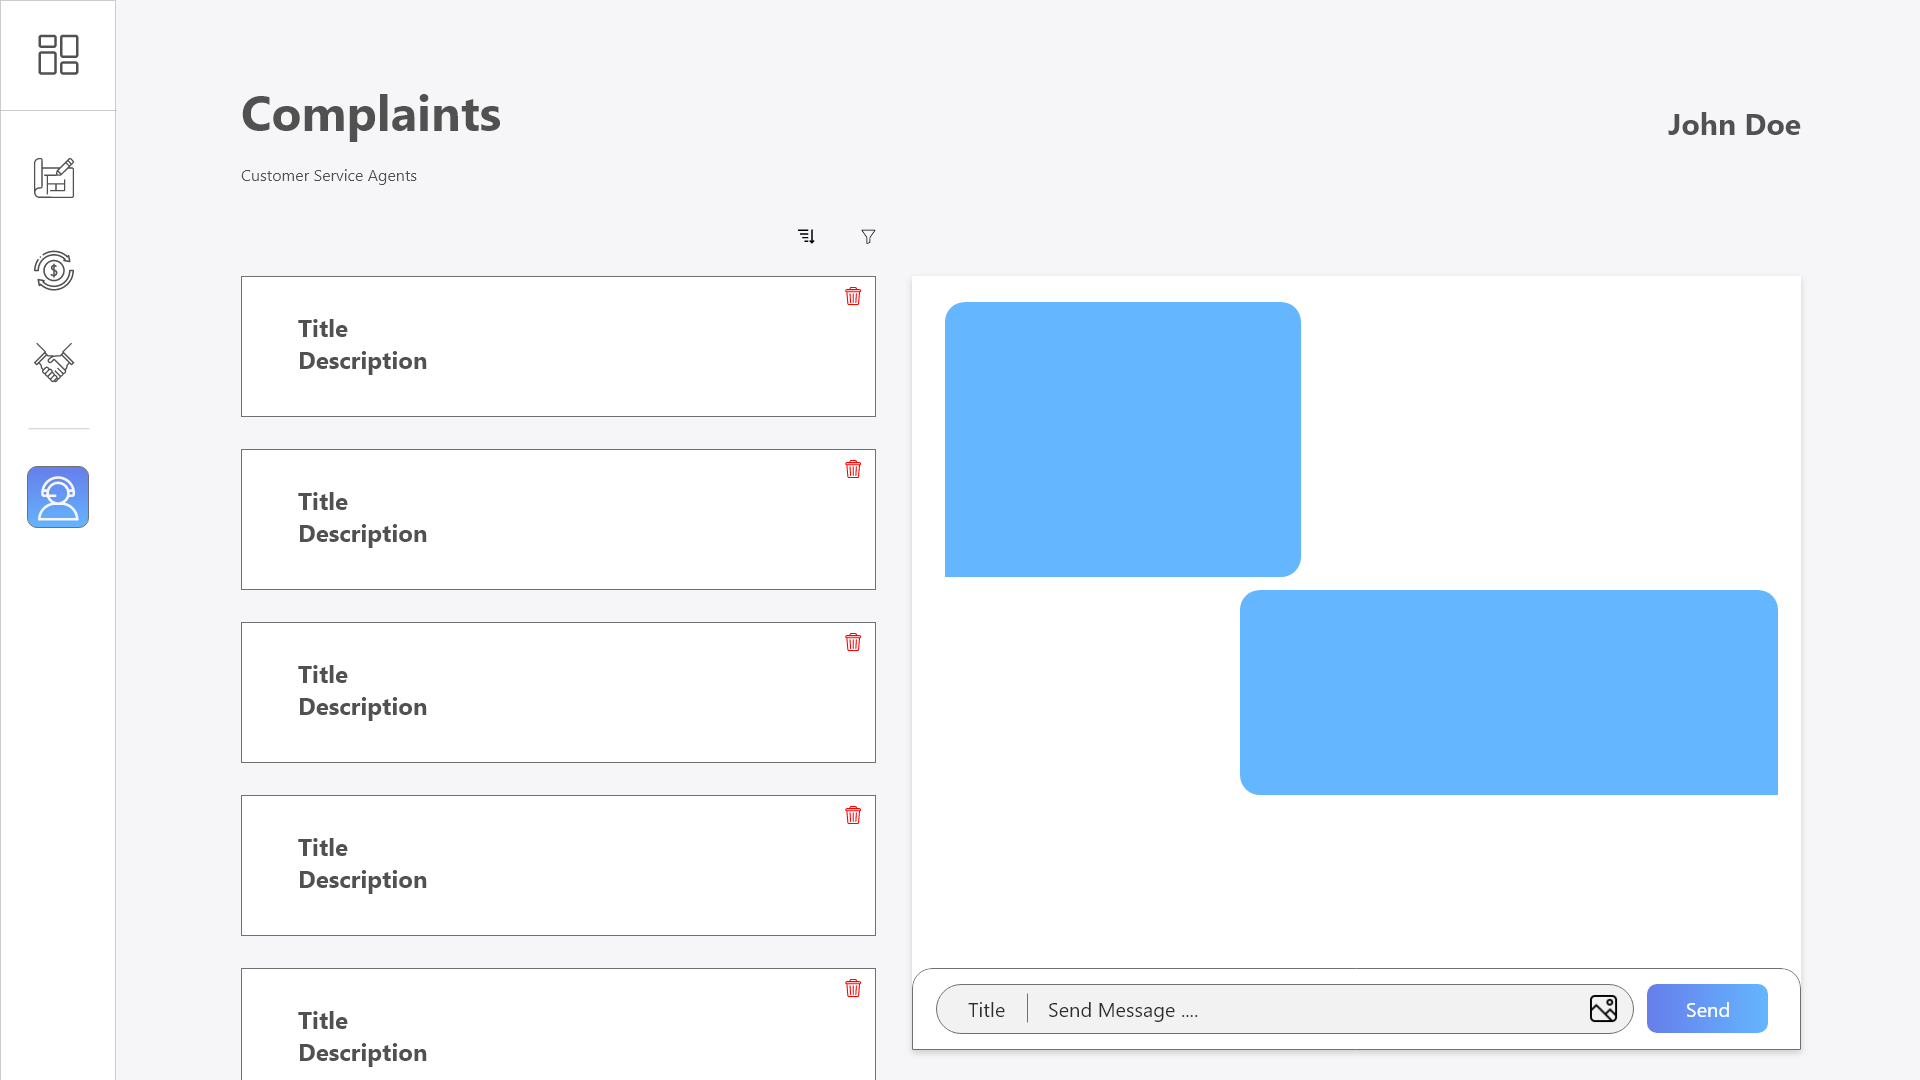 Complaints
John Doe
Customer Service Agents
Title
Description
Title
Description
Title
Description
Title
Description
Title
Description
Title
Send Message ....
Send